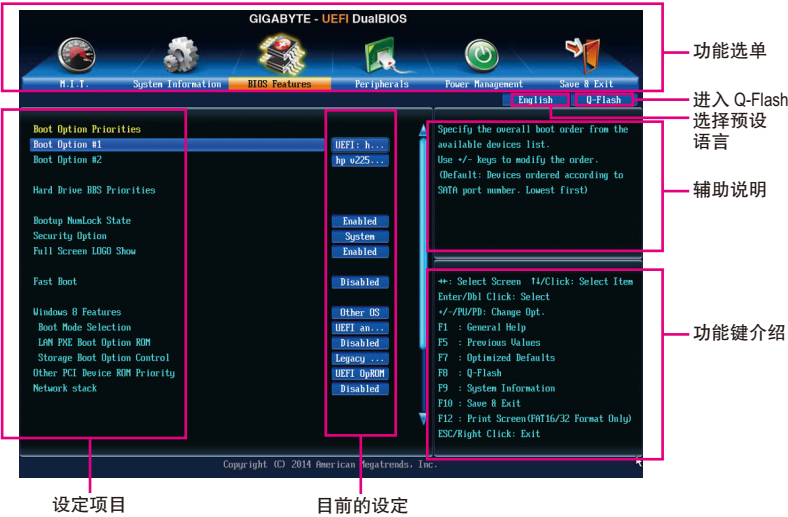 GIGABYTE - UEFI DualBIOS
M.I.T. System Information BIOS Features Peripherals Power Management Save & Exit
功能选单
English Q-Flash
进入 Q-Flash
选择预设
语言
Boot Option Priorities
Boot Option #1 UEFI: h...
Boot Option #2 hp v225...
Hard Drive BBS Priorities
Bootup NumLock State Enabled
Security Option System
Full Screen LOGO Show Enabled
Fast Boot Disabled
Windows 8 Features Other OS
Boot Mode Selection UEFI an...
LAN PXE Boot Option ROM Disabled
Storage Boot Option Control Legacy ...
Other PCI Device ROM Priority UEFI OpROM
Network stack Disabled
Specify the overall boot order from the
available devices list.
Use +/- keys to modify the order.
(Default: Devices ordered according to
SATA port number. Lowest first)
辅助说明
→←: Select Screen ↑↓/Click: Select Item
Enter/Dbl Click: Select
+/-/PU/PD: Change Opt.
F1 : General Help
F5 : Previous Values
F7 : Optimized Defaults
F8 : Q-Flash
F9 : System Information
F10 : Save & Exit
F12 : Print Screen(FAT16/32 Format Only)
ESC/Right Click: Exit
功能键介绍
Copyright (C) 2014 American Megatrends, Inc.
设定项目
目前的设定